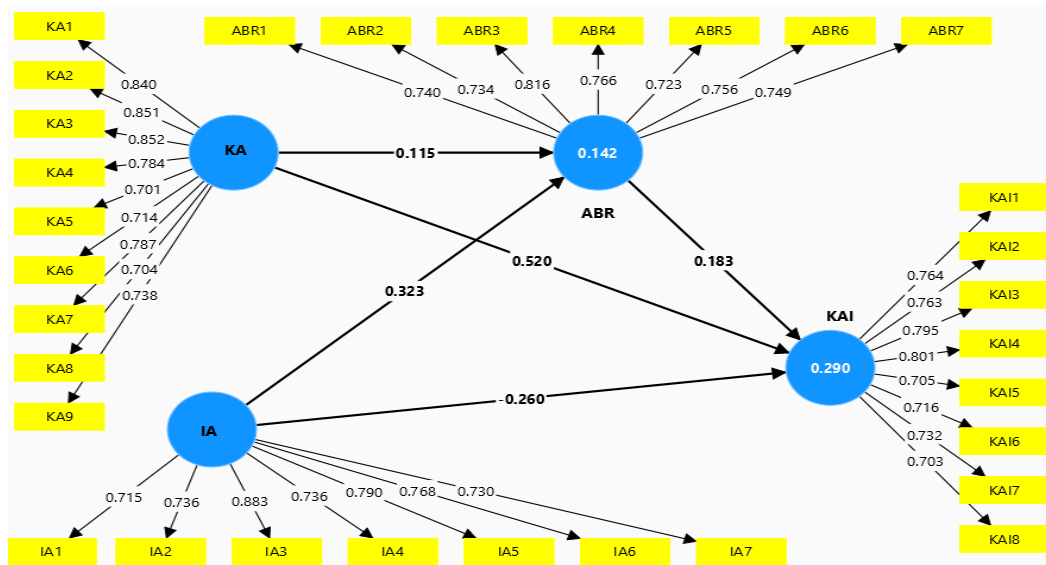 KA1
KA2
KA3
KA4
KA5
KA6
KA7
KA8
KA9
0.840
0.851
0.852
0.784
0.701
0.714
0.787
0.704
0.738
KA
ABR1
ABR2
ABR3
ABR4
ABR5
ABR6
ABR7
0.740
0.734
0.816
0.766
0.723
0.756
0.749
0.142
ABR
0.115
0.520
0.323
0.183
-0.260
KAI
0.290
KAI1
KAI2
KAI3
KAI4
KAI5
KAI6
KAI7
KAI8
0.764
0.763
0.795
0.801
0.705
0.716
0.732
0.703
IA
0.715
0.736
0.883
0.736
0.790
0.768
0.730
IA1
IA2
IA3
IA4
IA5
IA6
IA7